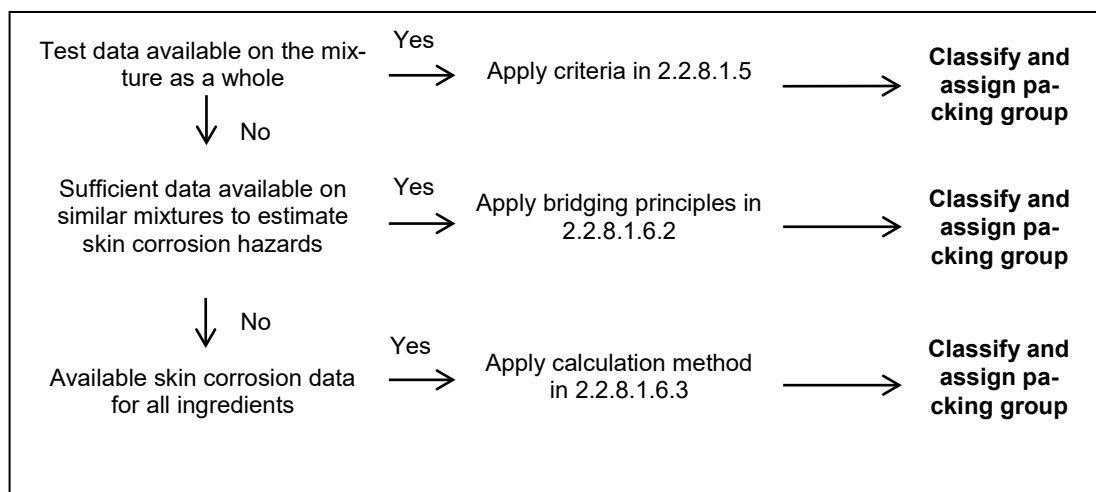 Test data available on the mix-
ture as a whole
Yes
Apply criteria in 2.2.8.1.5
Classify and
assign pa-
cking group
No
Sufficient data available on
similar mixtures to estimate
skin corrosion hazards
Yes
Apply bridging principles in
2.2.8.1.6.2
Classify and
assign pa-
cking group
No
Available skin corrosion data
for all ingredients
Yes
Apply calculation method
in 2.2.8.1.6.3
Classify and
assign pa-
cking group